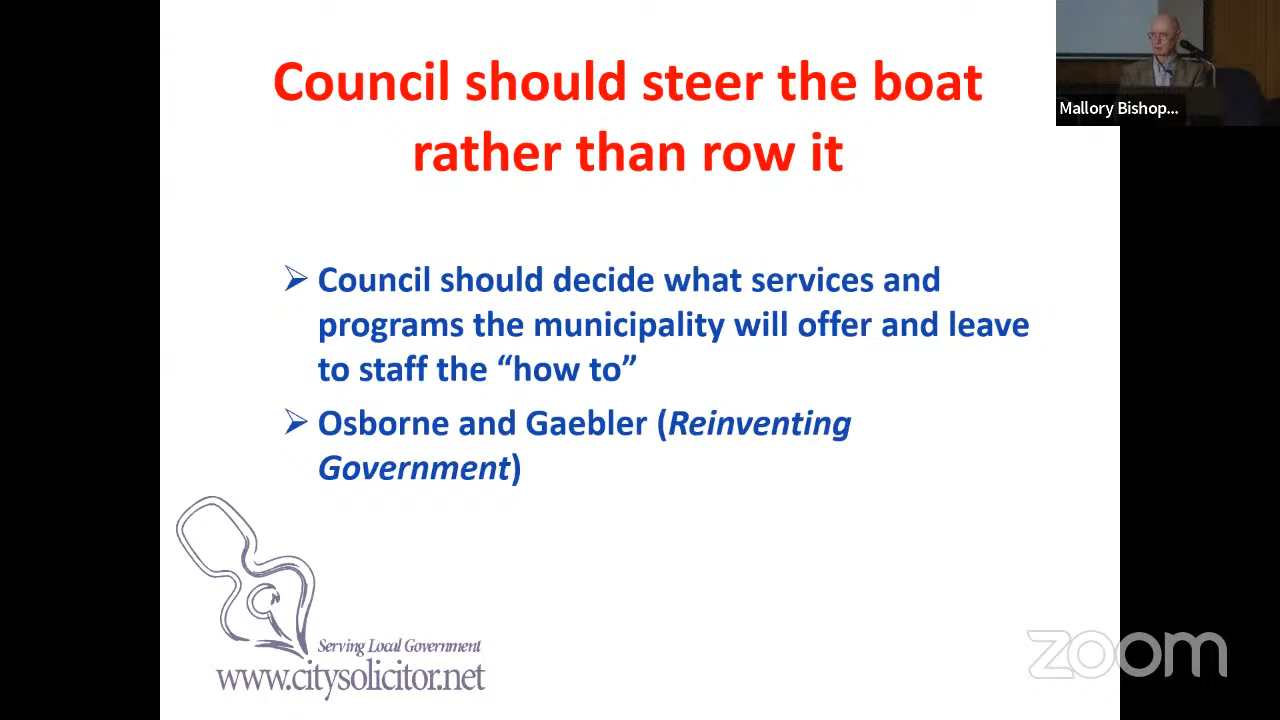 Council should steer the boat
rather than row it
Mallory Bishop...
➢ Council should decide what services and
programs the municipality will offer and leave
to staff the “how to”
➢ Osborne and Gaebler (Reinventing
Government)
Serving Local Government
www.citysolicitor.net
zoom